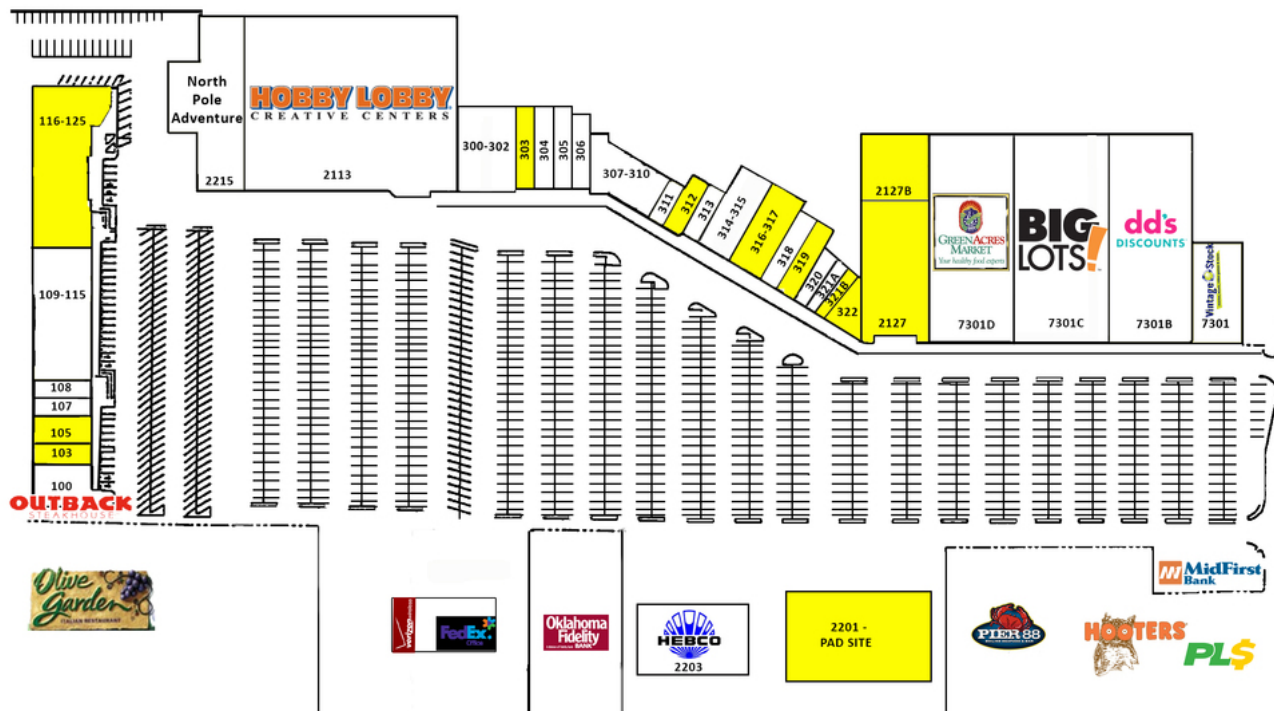 North
Pole
Adventure
2215
HOBBY LOBBY
CREATIVE CENTERS
2113
300-302
303
304
305
306
307-310
311
312
313
314-315
316-317
318
319
320
321A
321B
322
2127B
2127
GREENACRES
MARKET
Your healthy food experts
7301D
BIG
LOTS!
7301C
dd's
DISCOUNTS
7301B
Vintage Stock
7301
116-125
109-115
108
107
105
103
100
OUTBACK
STEAKHOUSE
Olive
Garden
ITALIAN RESTAURANT
verizon
FedEx
Office
Oklahoma
Fidelity
BANK
HEBCO
2203
2201 -
PAD SITE
PIER 88
HOOTERS
MidFirst
Bank
PL$